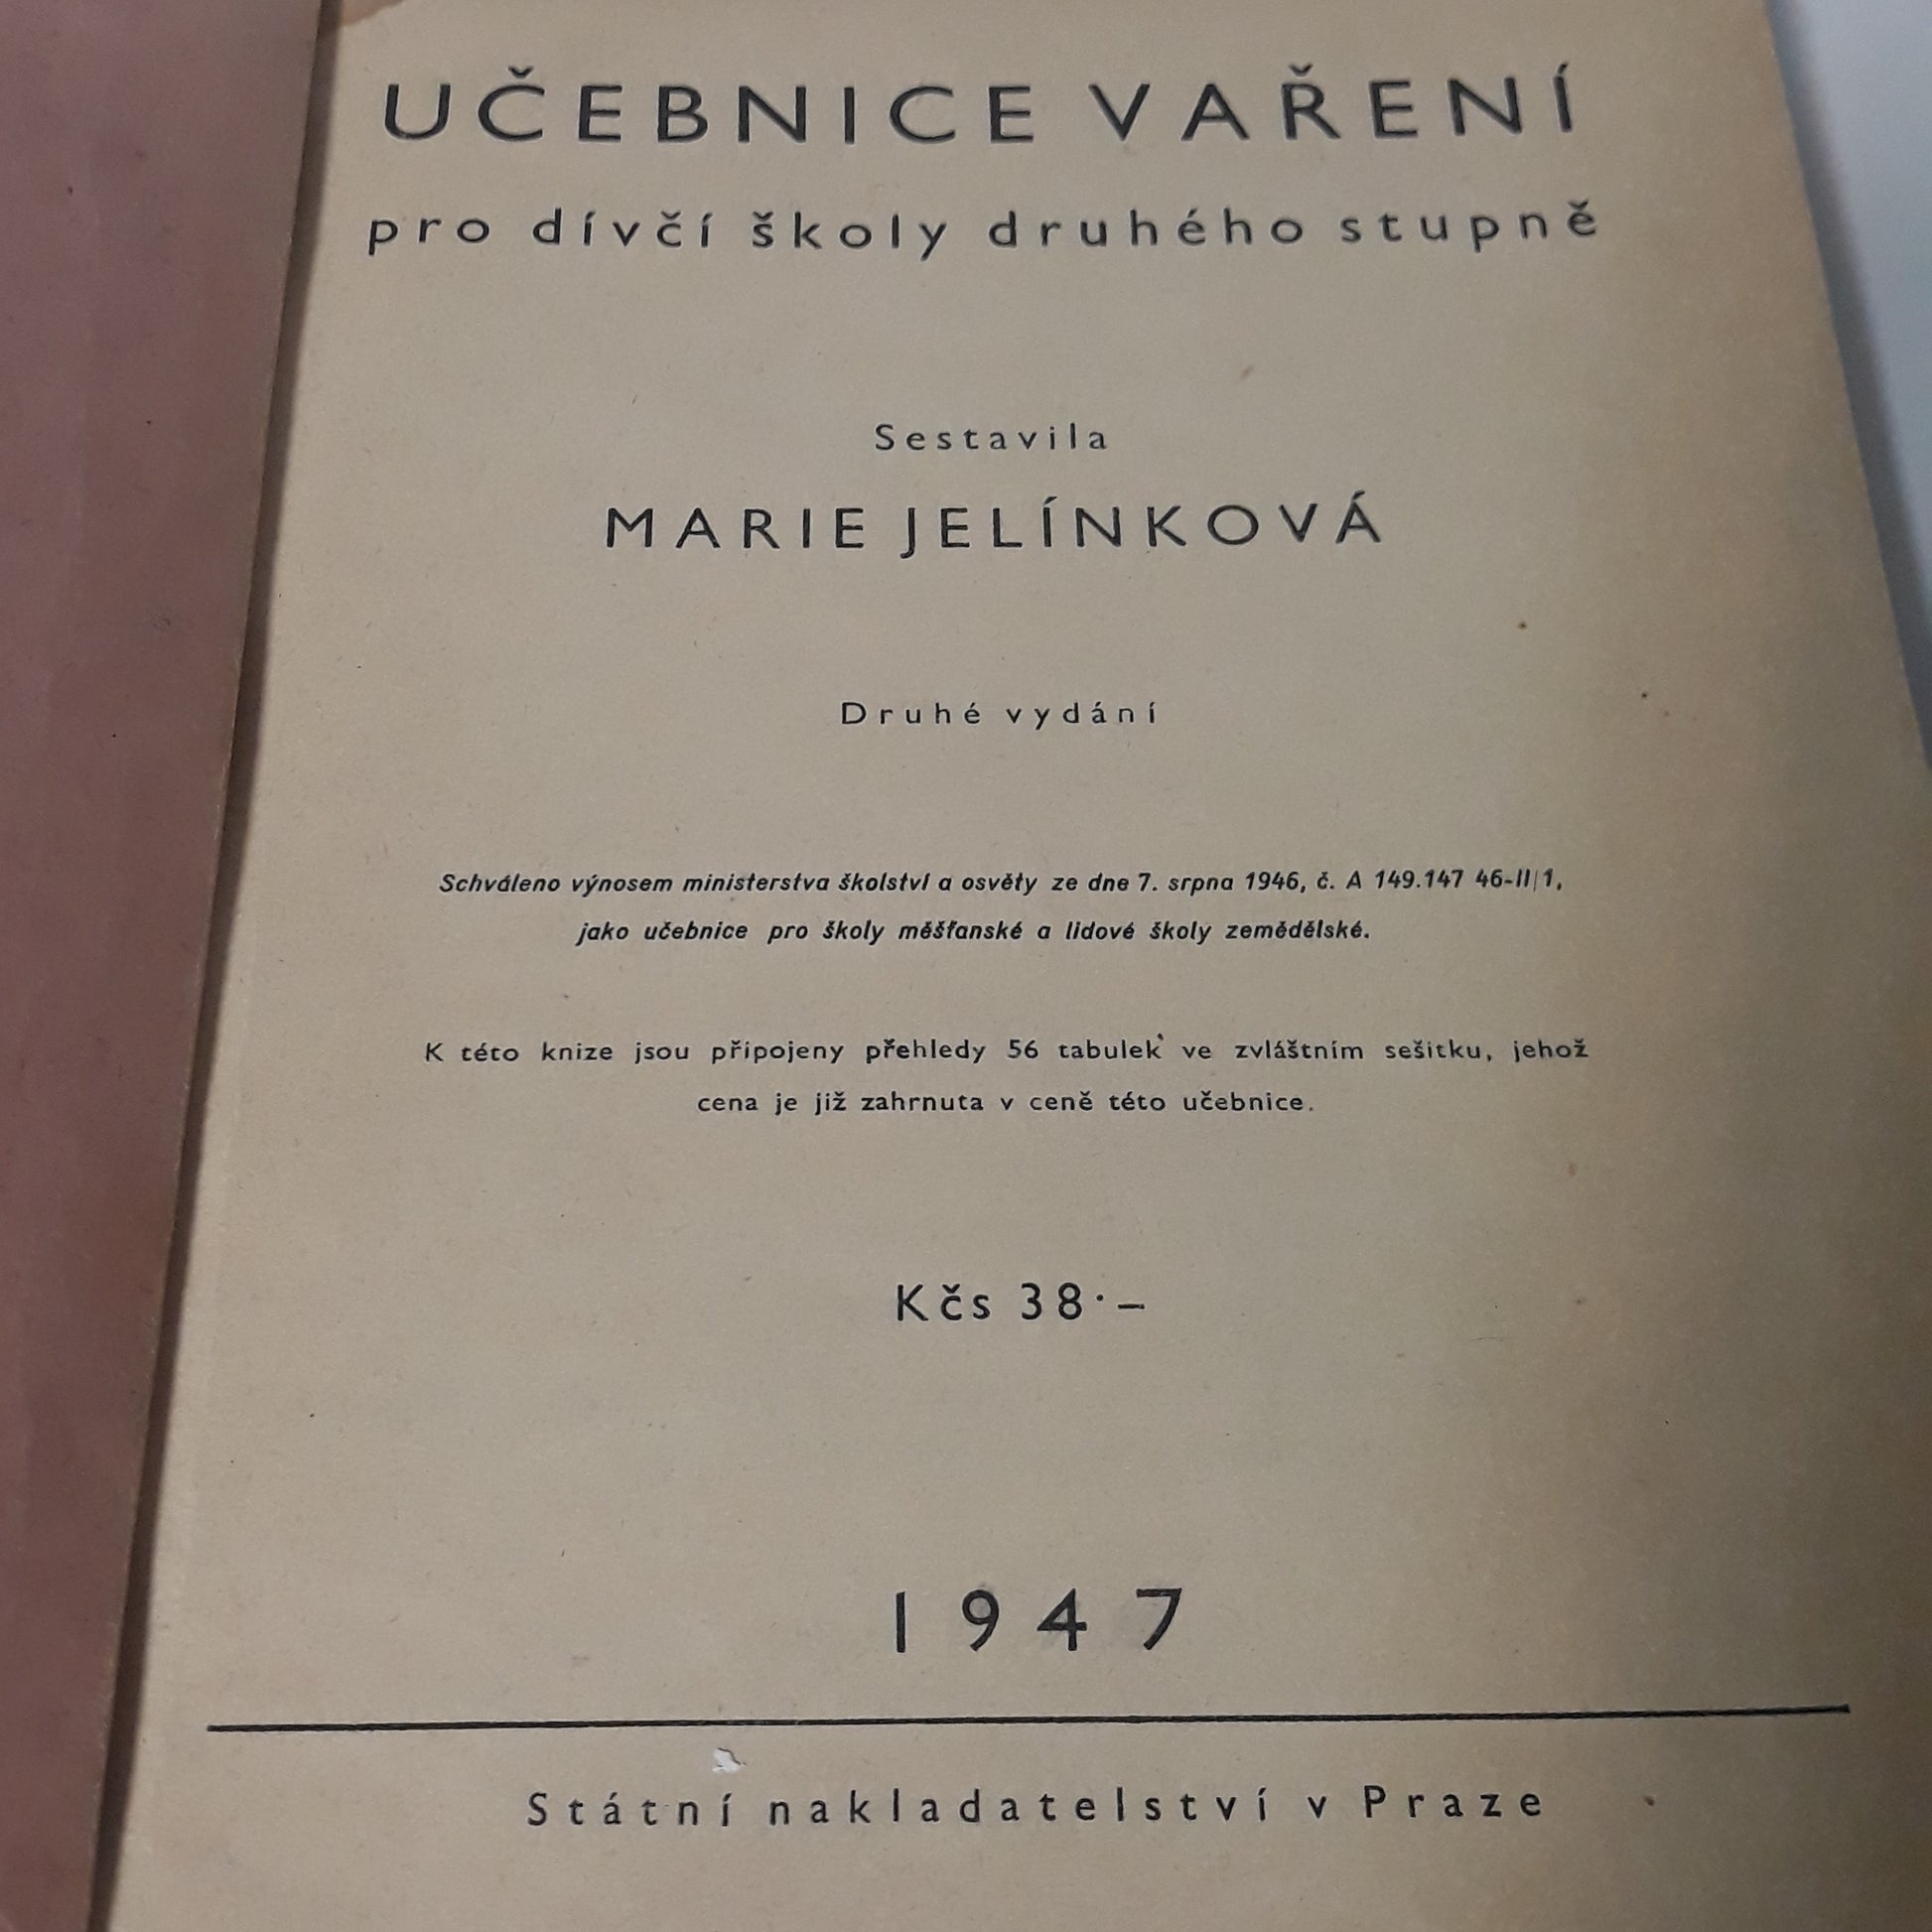 UČEBNICE VAŘENÍ
pro dívčí školy druhého stupně
Sestavila
MARIE JELÍNKOVÁ
Druhé vydání
Schváleno výnosem ministerstva školství a osvěty ze dne 7. srpna 1946, č. A 149.147 46-II/1,
jako učebnice pro školy měšťanské a lidové školy zemědělské.
K této knize jsou připojeny přehledy 56 tabulek ve zvláštním sešitku, jehož
cena je již zahrnuta v ceně této učebnice.
Kčs 38·–
1947
Státní nakladatelství v Praze